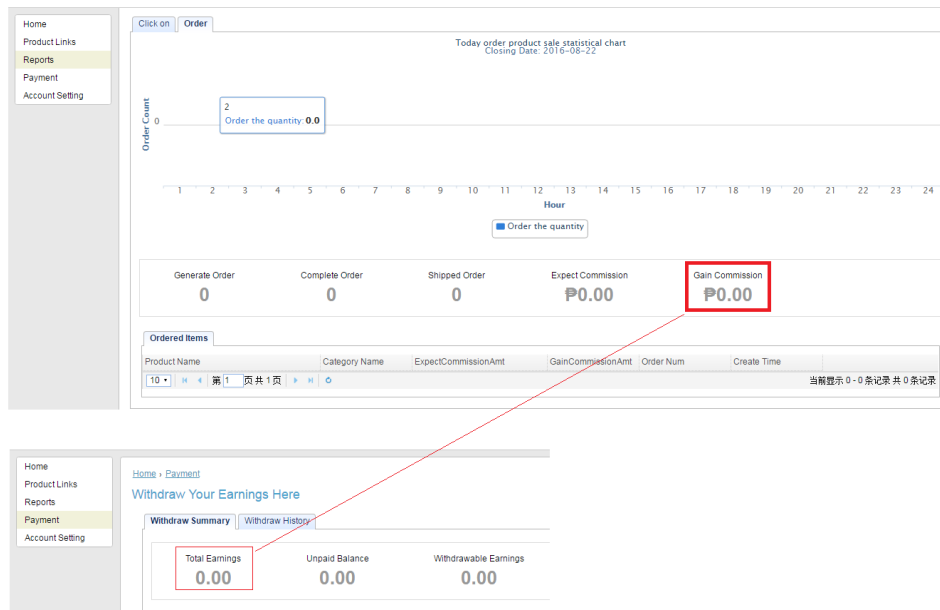 Home
Product Links
Reports
Payment
Account Setting
Click on Order
Today order product sale statistical chart
Closing Date: 2016-08-22
Order Count
0
2
Order the quantity: 0.0
1 2 3 4 5 6 7 8 9 10 11 12 13 14 15 16 17 18 19 20 21 22 23 24
Hour
Order the quantity
Generate Order Complete Order Shipped Order Expect Commission Gain Commission
0 0 0 ₱0.00 ₱0.00
Ordered Items
Product Name Category Name ExpectCommissionAmt GainCommissionAmt Order Num Create Time
10 第 1 页 共 1 页 当前显示 0 - 0 条记录 共 0 条记录
Home
Product Links
Reports
Payment
Account Setting
Home › Payment
Withdraw Your Earnings Here
Withdraw Summary Withdraw History
Total Earnings Unpaid Balance Withdrawable Earnings
0.00 0.00 0.00